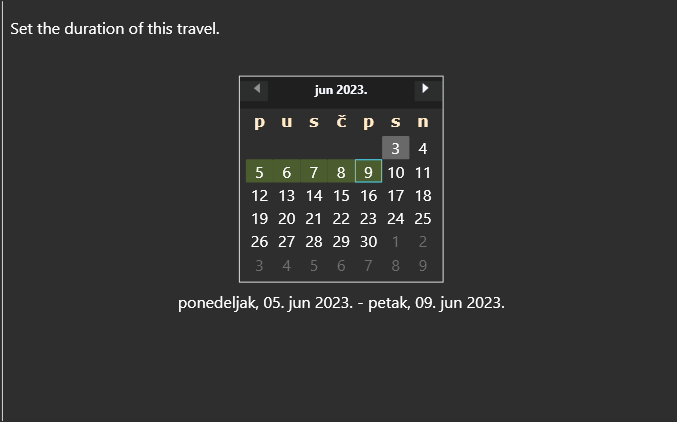 Set the duration of this travel.
jun 2023.
p u s č p s n
3 4
5 6 7 8 9 10 11
12 13 14 15 16 17 18
19 20 21 22 23 24 25
26 27 28 29 30 1 2
3 4 5 6 7 8 9
ponedeljak, 05. jun 2023. - petak, 09. jun 2023.